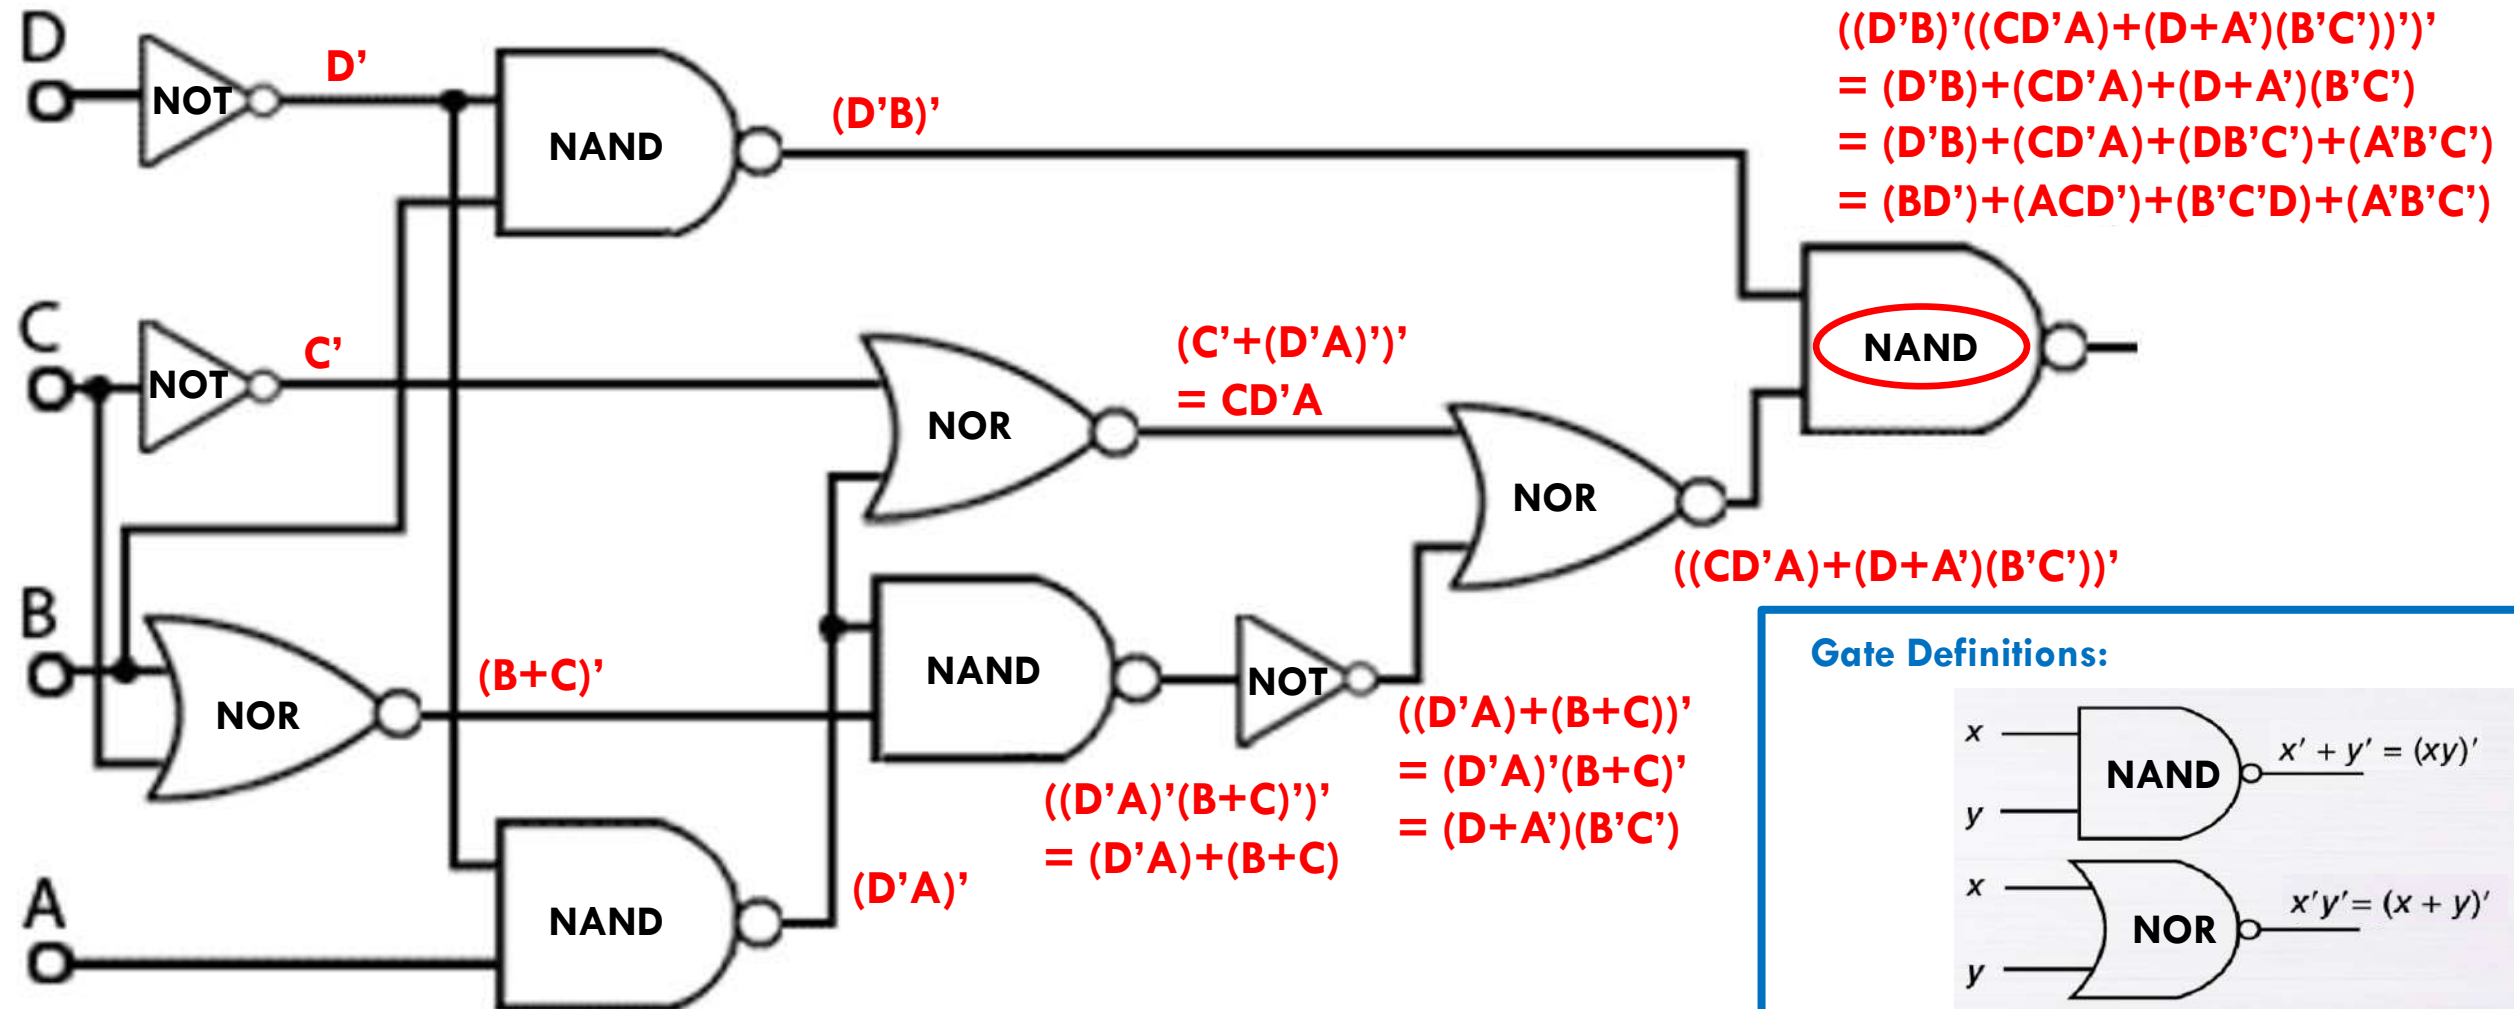 D
NOT
D’
NAND
(D’B)’
((D’B)’((CD’A)+(D+A’)(B’C’))’)’
= (D’B)+(CD’A)+(D+A’)(B’C’)
= (D’B)+(CD’A)+(DB’C’)+(A’B’C’)
= (BD’)+(ACD’)+(B’C’D)+(A’B’C’)
NAND
C
NOT
C’
NOR
(C’+(D’A)’)’
= CD’A
NOR
((CD’A)+(D+A’)(B’C’))’
B
NOR
(B+C)’
NAND
((D’A)’(B+C)’)’
= (D’A)+(B+C)
NOT
((D’A)+(B+C))’
= (D’A)’(B+C)’
= (D+A’)(B’C’)
A
NAND
(D’A)’
Gate Definitions:
x
y
NAND
x′ + y′ = (xy)′
x
y
NOR
x′y′ = (x + y)′